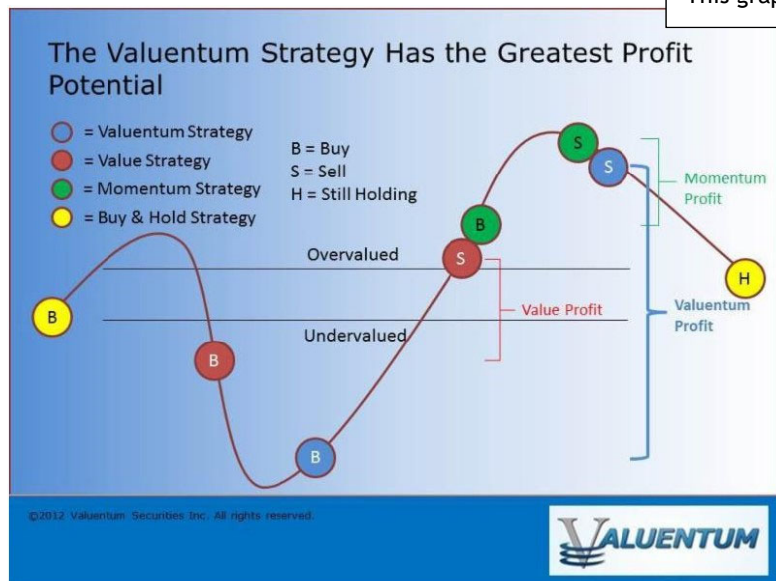 This grap
The Valuentum Strategy Has the Greatest Profit
Potential
= Valuentum Strategy
= Value Strategy
= Momentum Strategy
= Buy & Hold Strategy
B = Buy
S = Sell
H = Still Holding
S
S
Momentum
Profit
B
S
Overvalued
H
B
Value Profit
Valuentum
Profit
Undervalued
B
B
©2012 Valuentum Securities Inc. All rights reserved.
VALUENTUM